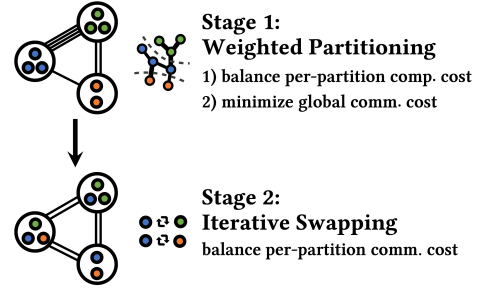 Stage 1:
Weighted Partitioning
1) balance per-partition comp. cost
2) minimize global comm. cost
Stage 2:
Iterative Swapping
balance per-partition comm. cost